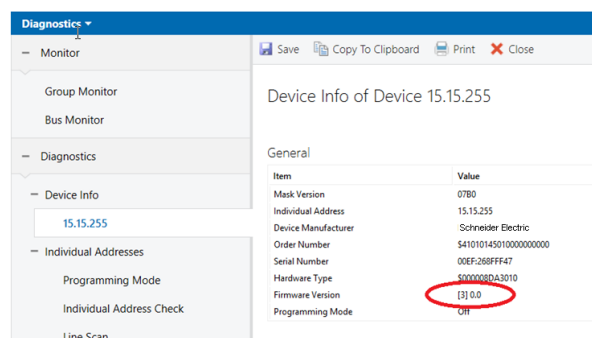 Diagnostics
Monitor
Group Monitor
Bus Monitor
Diagnostics
Device Info
15.15.255
Individual Addresses
Programming Mode
Individual Address Check
Line Scan
Save Copy To Clipboard Print Close
Device Info of Device 15.15.255
General
Item Value
Mask Version 07B0
Individual Address 15.15.255
Device Manufacturer Schneider Electric
Order Number $41010145010000000000
Serial Number 00EF:268FFF47
Hardware Type $000008DA3010
Firmware Version [3] 0.0
Programming Mode Off